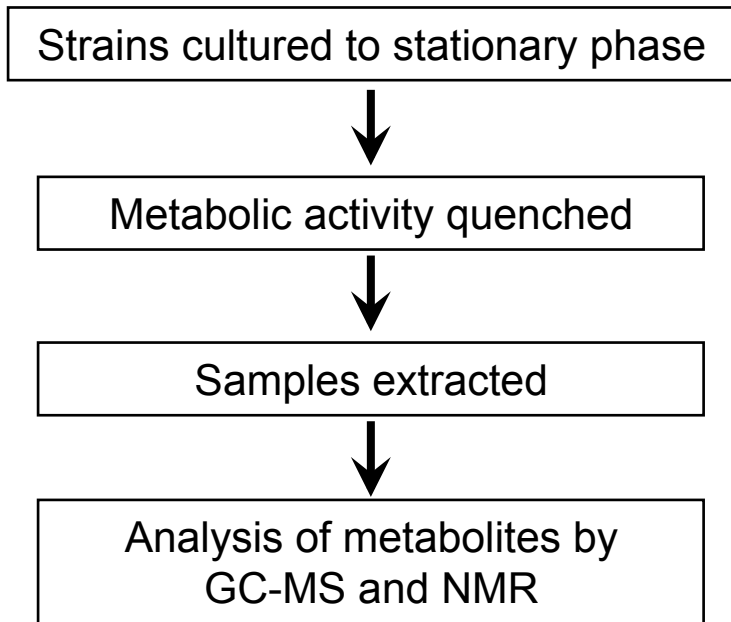 Strains cultured to stationary phase
Metabolic activity quenched
Samples extracted
Analysis of metabolites by
GC-MS and NMR